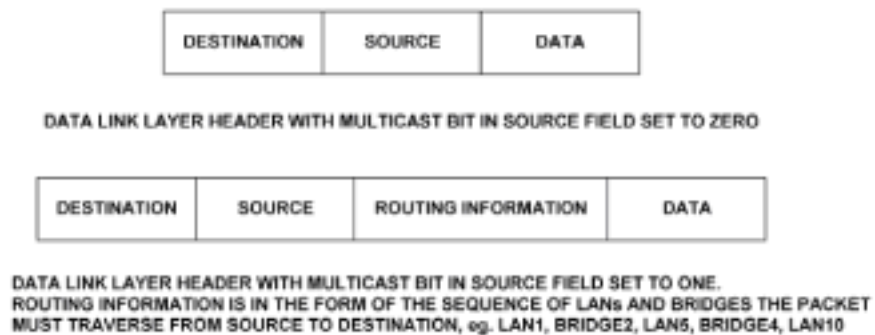 DESTINATION SOURCE DATA
DATA LINK LAYER HEADER WITH MULTICAST BIT IN SOURCE FIELD SET TO ZERO
DESTINATION SOURCE ROUTING INFORMATION DATA
DATA LINK LAYER HEADER WITH MULTICAST BIT IN SOURCE FIELD SET TO ONE.
ROUTING INFORMATION IS IN THE FORM OF THE SEQUENCE OF LANs AND BRIDGES THE PACKET
MUST TRAVERSE FROM SOURCE TO DESTINATION, eg. LAN1, BRIDGE2, LAN5, BRIDGE4, LAN10